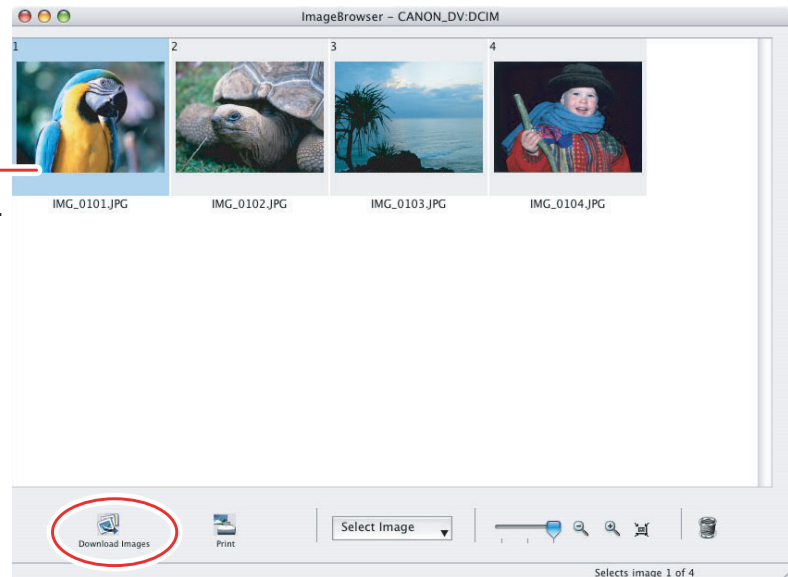 ImageBrowser – CANON_DV:DCIM
1 2 3 4
IMG_0101.JPG IMG_0102.JPG IMG_0103.JPG IMG_0104.JPG
Download Images Print Select Image
Selects image 1 of 4